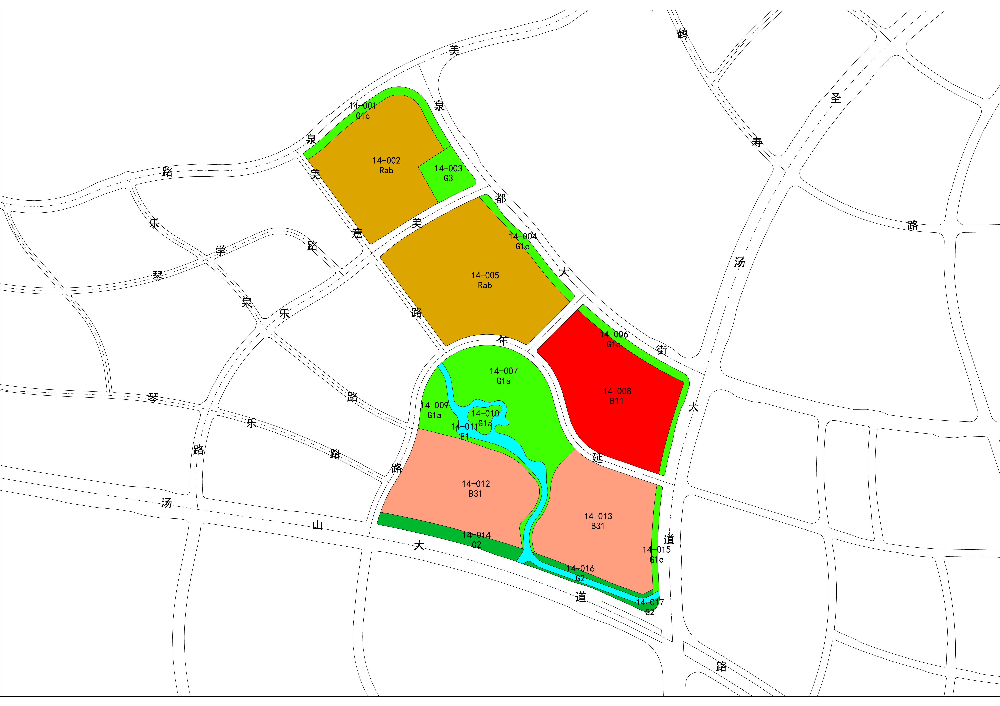 美
鹤
泉
圣
14-001
G1c
泉
寿
14-002
Rab
14-003
G3
路
美
都
乐
美
意
路
14-004
G1c
学
路
汤
大
琴
14-005
Rab
泉
乐
路
年
14-006
G1c
街
14-007
G1a
14-008
B11
琴
路
14-009
G1a
大
14-010
G1a
乐
14-011
E1
路
路
延
路
14-012
B31
汤
14-013
B31
山
14-014
G2
大
道
14-015
G1c
14-016
G2
道
14-017
G2
路